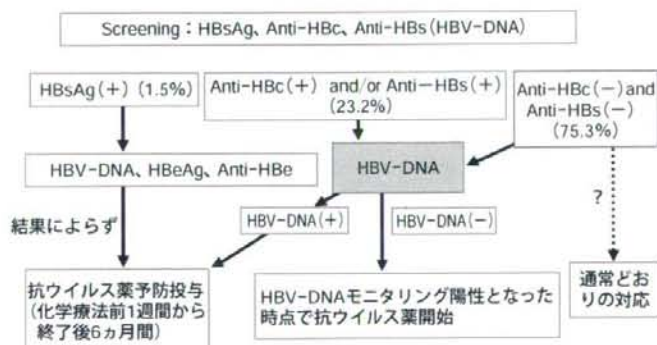 Screening：HBsAg、Anti-HBc、Anti-HBs（HBV-DNA）
HBsAg（+）（1.5%）
Anti-HBc（+） and/or Anti－HBs（+）
（23.2%）
Anti-HBc（-）and
Anti-HBs（-）
（75.3%）
HBV-DNA、HBeAg、Anti-HBe
HBV-DNA
?
結果によらず
HBV-DNA（+）
HBV-DNA（-）
抗ウイルス薬予防投与
（化学療法前1週間から
終了後6ヵ月間）
HBV-DNAモニタリング陽性となった
時点で抗ウイルス薬開始
通常どお
りの対応